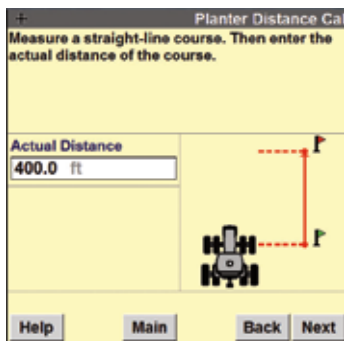 + Planter Distance Cal
Measure a straight-line course. Then enter the
actual distance of the course.
Actual Distance
400.0 ft
Help Main Back Next